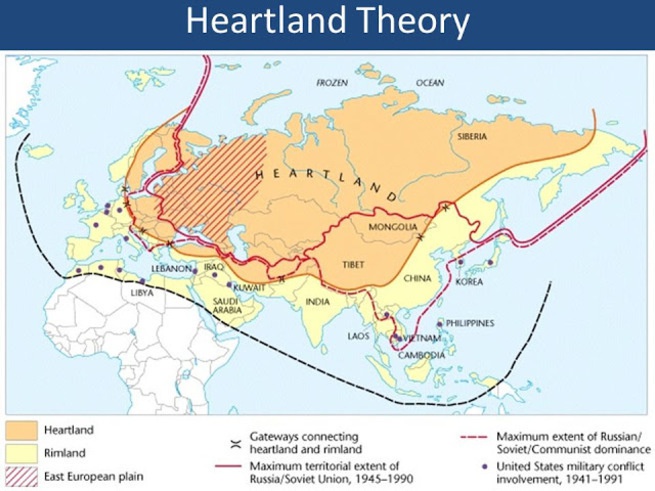 Heartland Theory
FROZEN OCEAN
SIBERIA
HEARTLAND
MONGOLIA
TIBET
CHINA
KOREA
LEBANON
IRAQ
KUWAIT
LIBYA
SAUDI
ARABIA
INDIA
LAOS
VIETNAM
PHILIPPINES
CAMBODIA
Heartland
Rimland
East European plain
Gateways connecting
heartland and rimland
Maximum territorial extent of
Russia/Soviet Union, 1945–1990
Maximum extent of Russian/
Soviet/Communist dominance
United States military conflict
involvement, 1941–1991